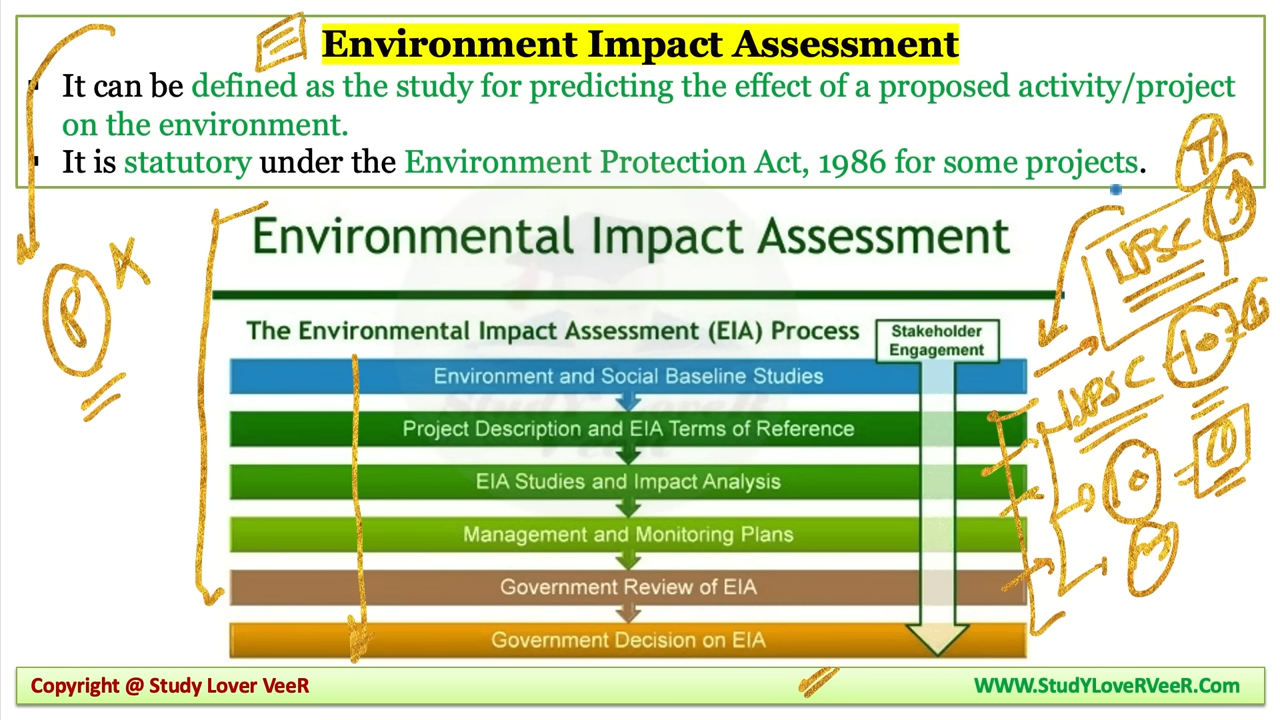 Environment Impact Assessment
It can be defined as the study for predicting the effect of a proposed activity/project
on the environment.
It is statutory under the Environment Protection Act, 1986 for some projects.
Environmental Impact Assessment
The Environmental Impact Assessment (EIA) Process
Stakeholder
Engagement
Environment and Social Baseline Studies
Project Description and EIA Terms of Reference
EIA Studies and Impact Analysis
Management and Monitoring Plans
Government Review of EIA
Government Decision on EIA
UPSC
UPSC
P
Copyright @ Study Lover VeeR
WWW.StudYLoveRVeeR.Com